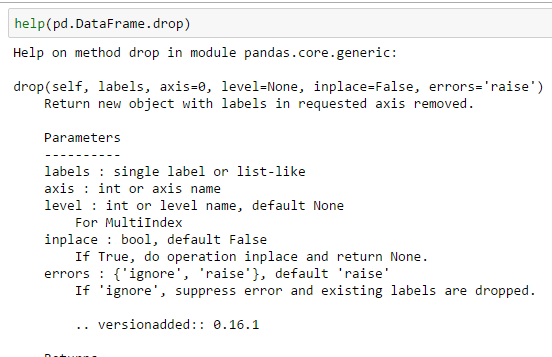 help(pd.DataFrame.drop)
Help on method drop in module pandas.core.generic:
drop(self, labels, axis=0, level=None, inplace=False, errors='raise')
Return new object with labels in requested axis removed.
Parameters
----------
labels : single label or list-like
axis : int or axis name
level : int or level name, default None
For MultiIndex
inplace : bool, default False
If True, do operation inplace and return None.
errors : {'ignore', 'raise'}, default 'raise'
If 'ignore', suppress error and existing labels are dropped.
.. versionadded:: 0.16.1